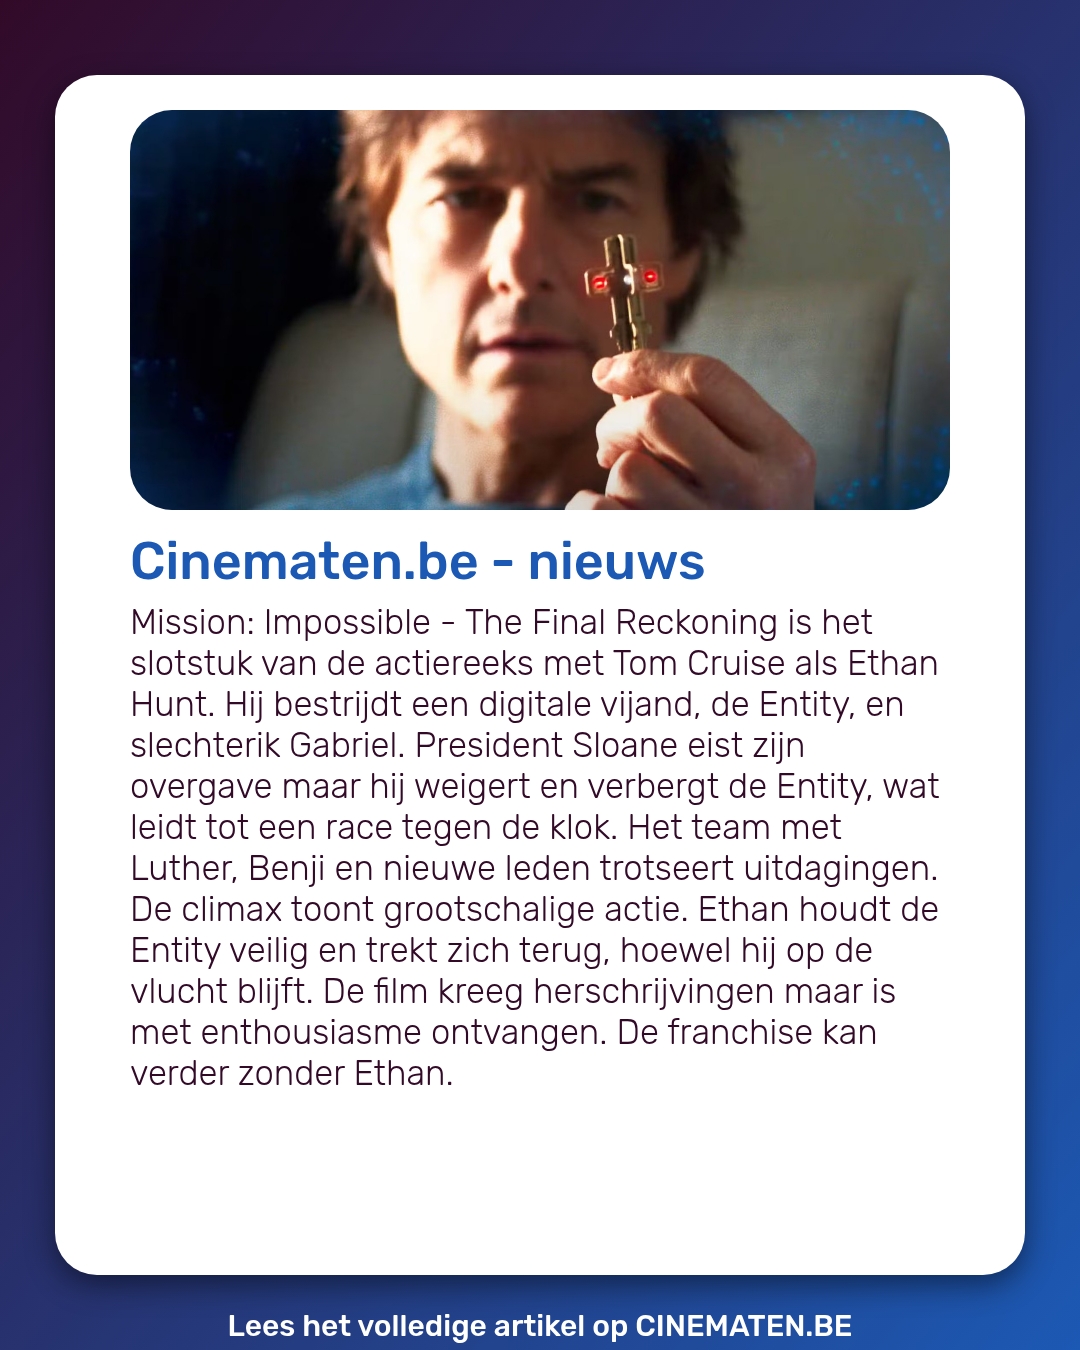 Cinematen.be - nieuws
Mission: Impossible - The Final Reckoning is het
slotstuk van de actiereeks met Tom Cruise als Ethan
Hunt. Hij bestrijdt een digitale vijand, de Entity, en
slechterik Gabriel. President Sloane eist zijn
overgave maar hij weigert en verbergt de Entity, wat
leidt tot een race tegen de klok. Het team met
Luther, Benji en nieuwe leden trotseert uitdagingen.
De climax toont grootschalige actie. Ethan houdt de
Entity veilig en trekt zich terug, hoewel hij op de
vlucht blijft. De film kreeg herschrijvingen maar is
met enthousiasme ontvangen. De franchise kan
verder zonder Ethan.
Lees het volledige artikel op CINEMATEN.BE